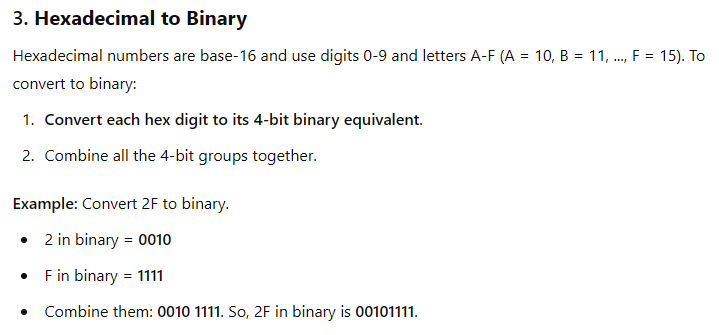 3. Hexadecimal to Binary
Hexadecimal numbers are base-16 and use digits 0-9 and letters A-F (A = 10, B = 11, ..., F = 15). To
convert to binary:
1. Convert each hex digit to its 4-bit binary equivalent.
2. Combine all the 4-bit groups together.
Example: Convert 2F to binary.
• 2 in binary = 0010
• F in binary = 1111
• Combine them: 0010 1111. So, 2F in binary is 00101111.